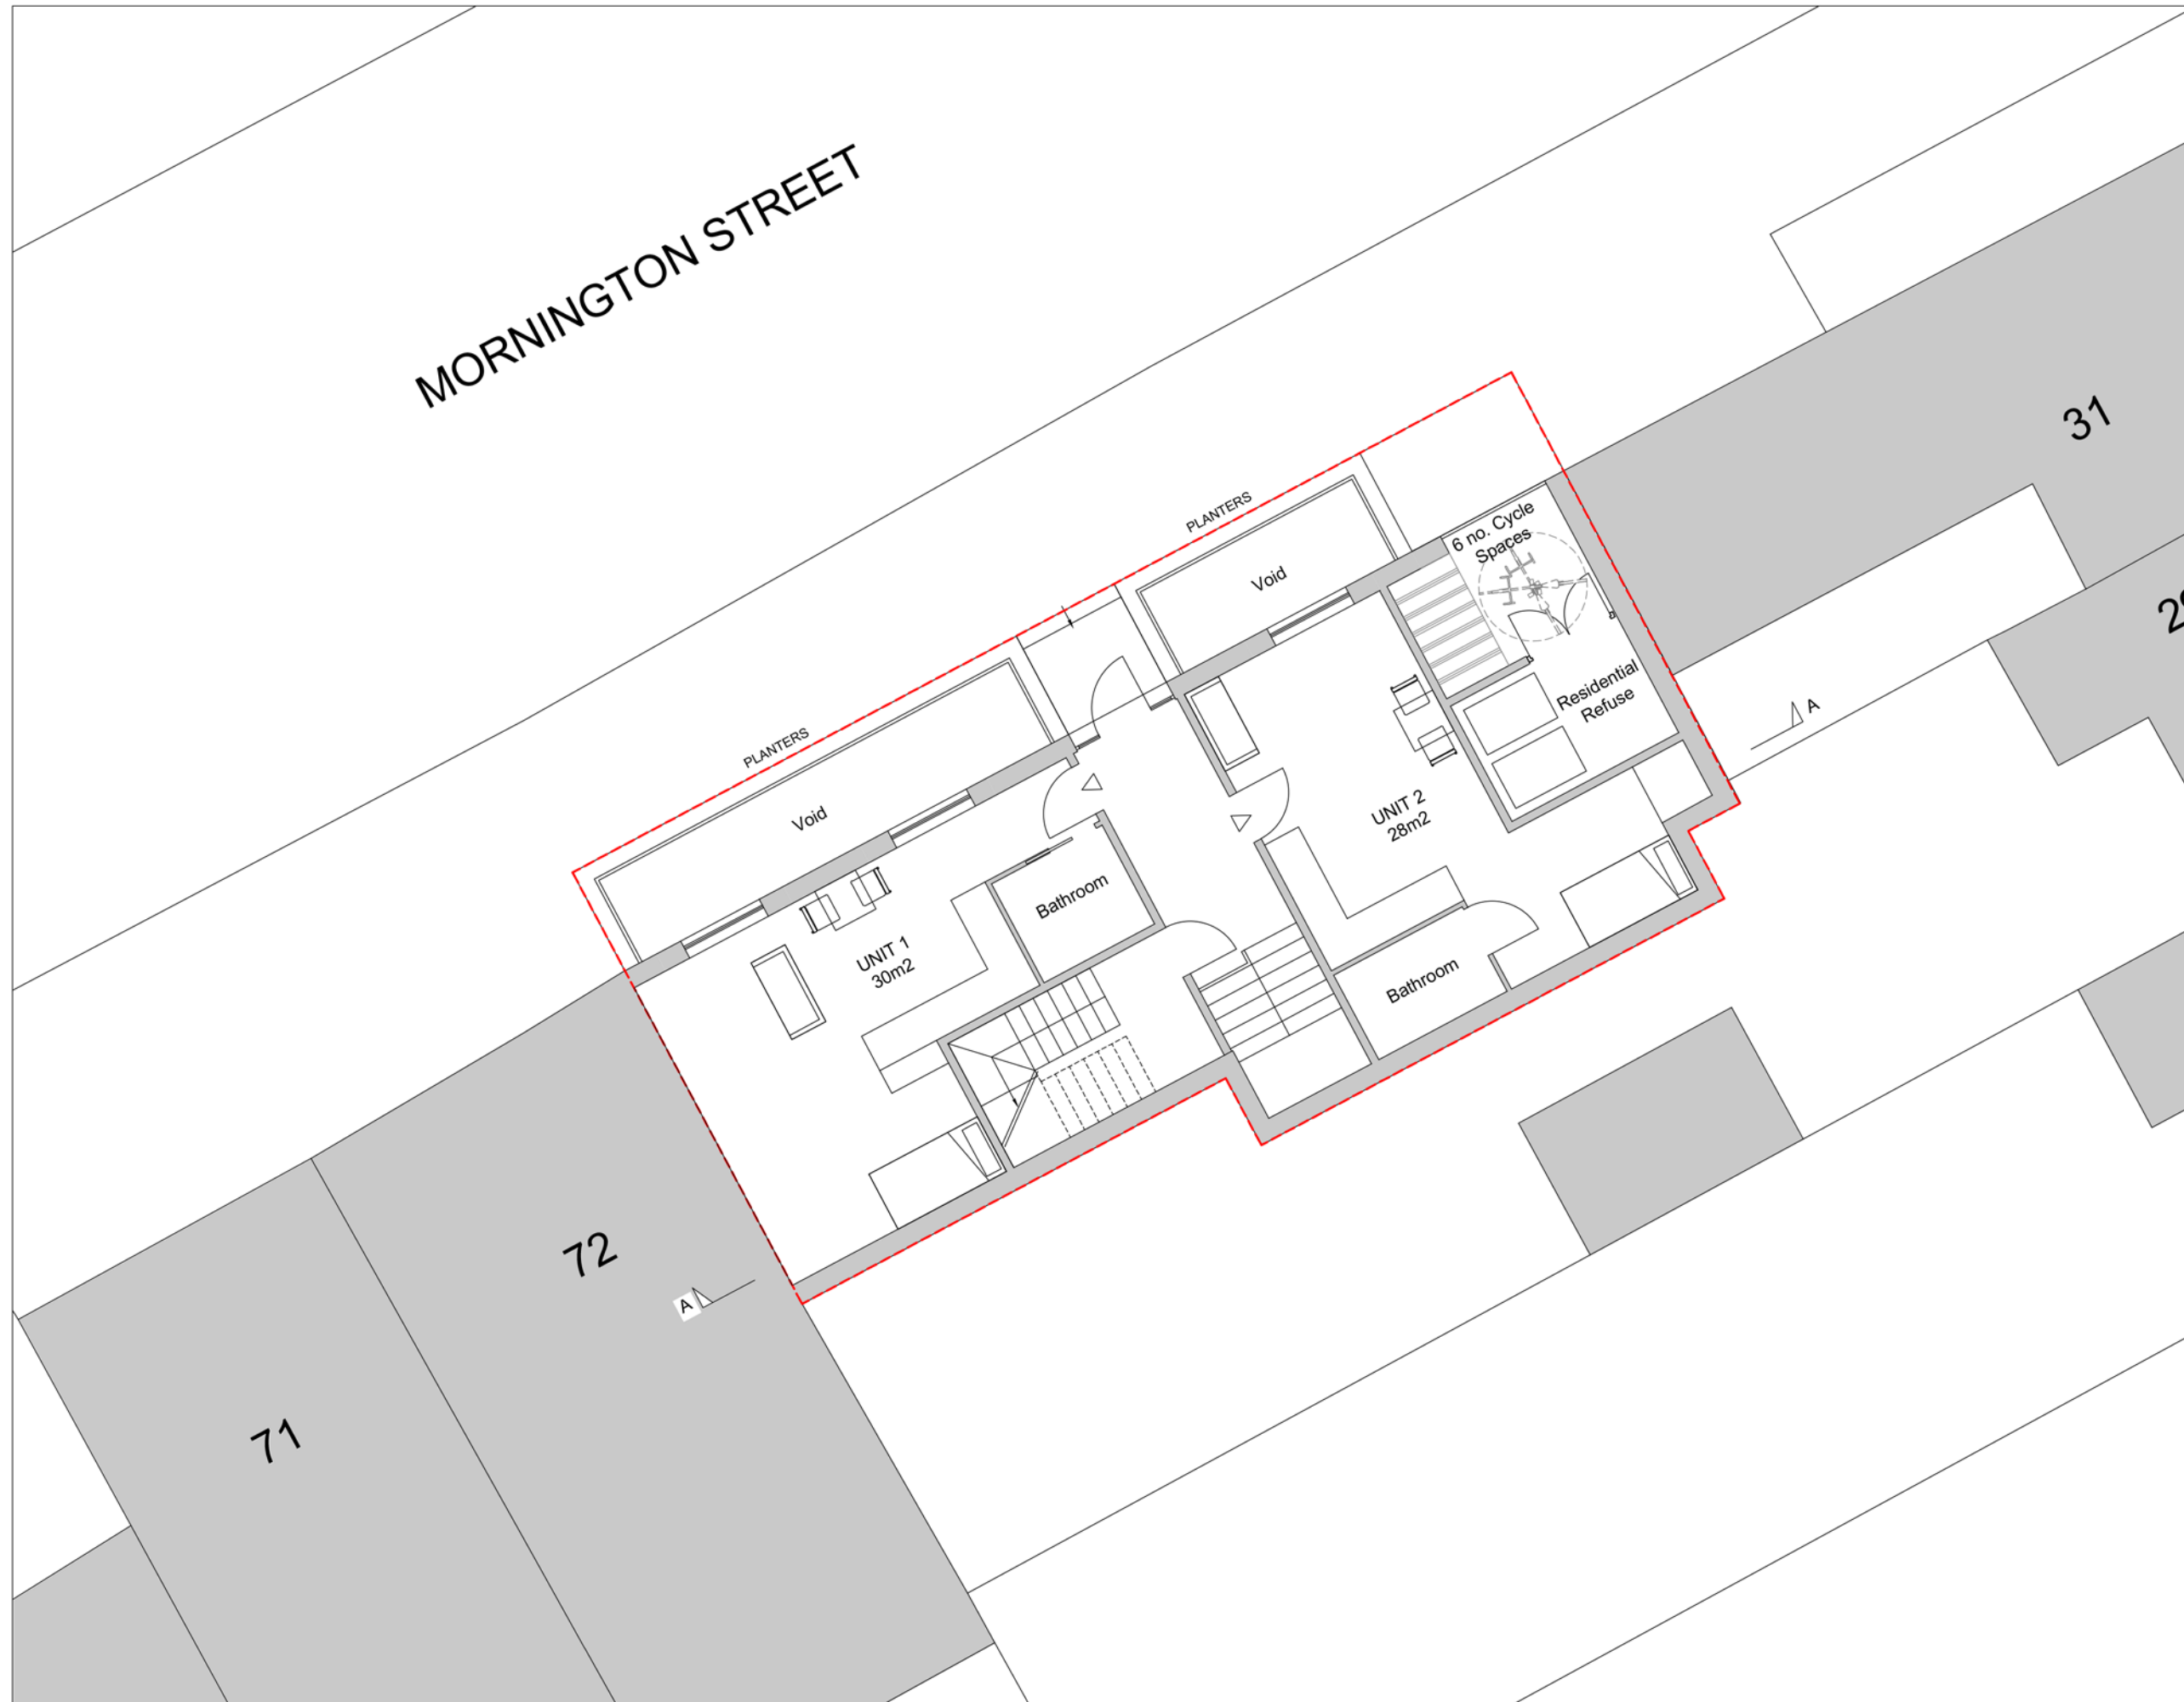 MORNINGTON STREET
31
PLANTERS
6 no. Cycle
Spaces
Void
Residential
Refuse
A
PLANTERS
Void
UNIT 2
28m2
Bathroom
UNIT 1
30m2
Bathroom
72
A
71